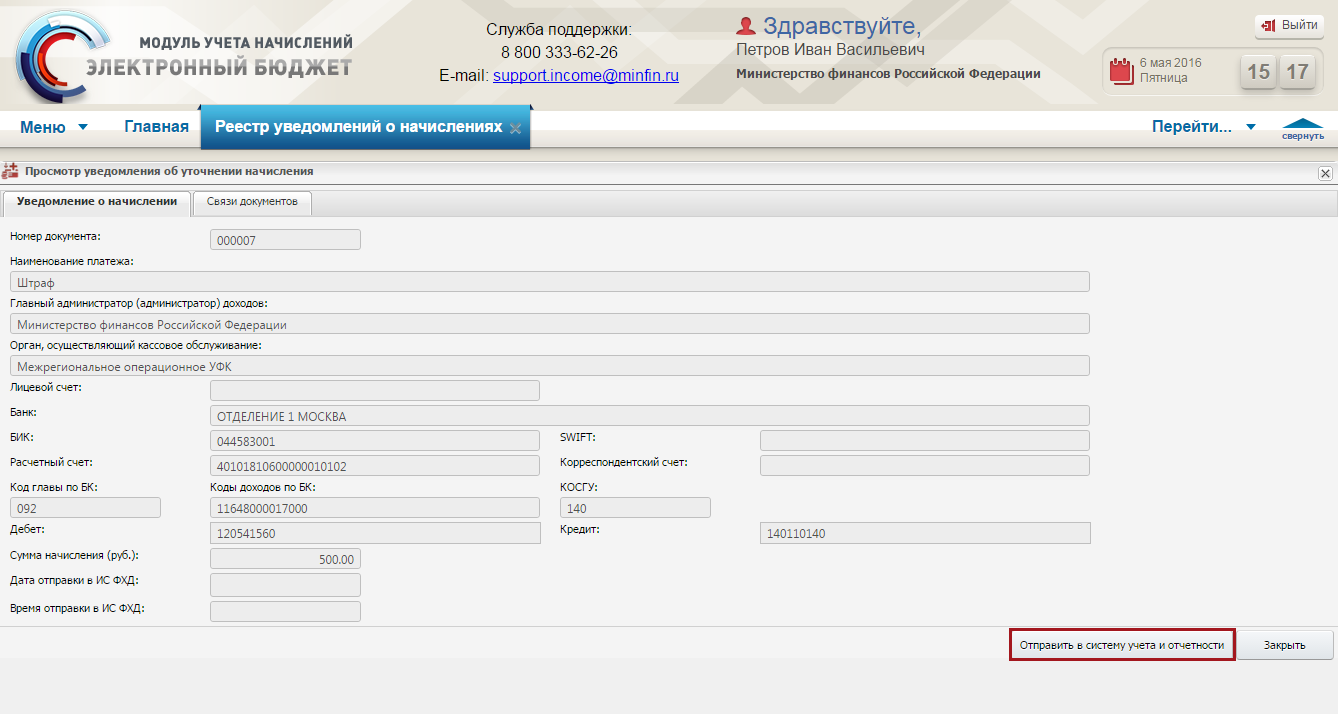 МОДУЛЬ УЧЕТА НАЧИСЛЕНИЙ
ЭЛЕКТРОННЫЙ БЮДЖЕТ
Служба поддержки:
8 800 333-62-26
E-mail: support.income@minfin.ru
Здравствуйте,
Петров Иван Васильевич
Министерство финансов Российской Федерации
Выйти
6 мая 2016
Пятница
15 17
Меню Главная Реестр уведомлений о начислениях Перейти... свернуть
Просмотр уведомления об уточнении начисления
Уведомление о начислении Связи документов
Номер документа: 000007
Наименование платежа:
Штраф
Главный администратор (администратор) доходов:
Министерство финансов Российской Федерации
Орган, осуществляющий кассовое обслуживание:
Межрегиональное операционное УФК
Лицевой счет:
Банк: ОТДЕЛЕНИЕ 1 МОСКВА
БИК: 044583001 SWIFT:
Расчетный счет: 40101810600000010102 Корреспондентский счет:
Код главы по БК: Коды доходов по БК: КОСГУ:
092 11648000017000 140
Дебет: 120541560 Кредит: 140110140
Сумма начисления (руб.): 500.00
Дата отправки в ИС ФХД:
Время отправки в ИС ФХД:
Отправить в систему учета и отчетности Закрыть